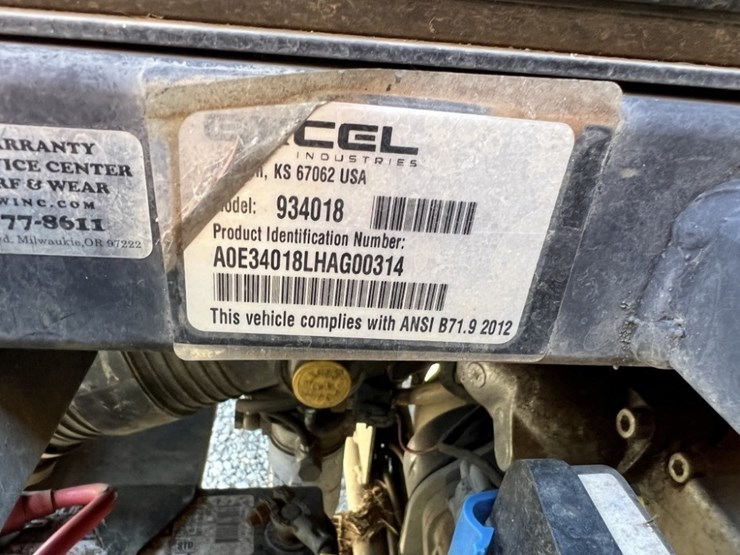 RRANTY
ICE CENTER
RF & WEAR
WINC.COM
77-8611
d. Milwaukie, OR 97222
CEL
INDUSTRIES
, KS 67062 USA
odel: 934018
Product Identification Number:
A0E34018LHAG00314
This vehicle complies with ANSI B71.9 2012